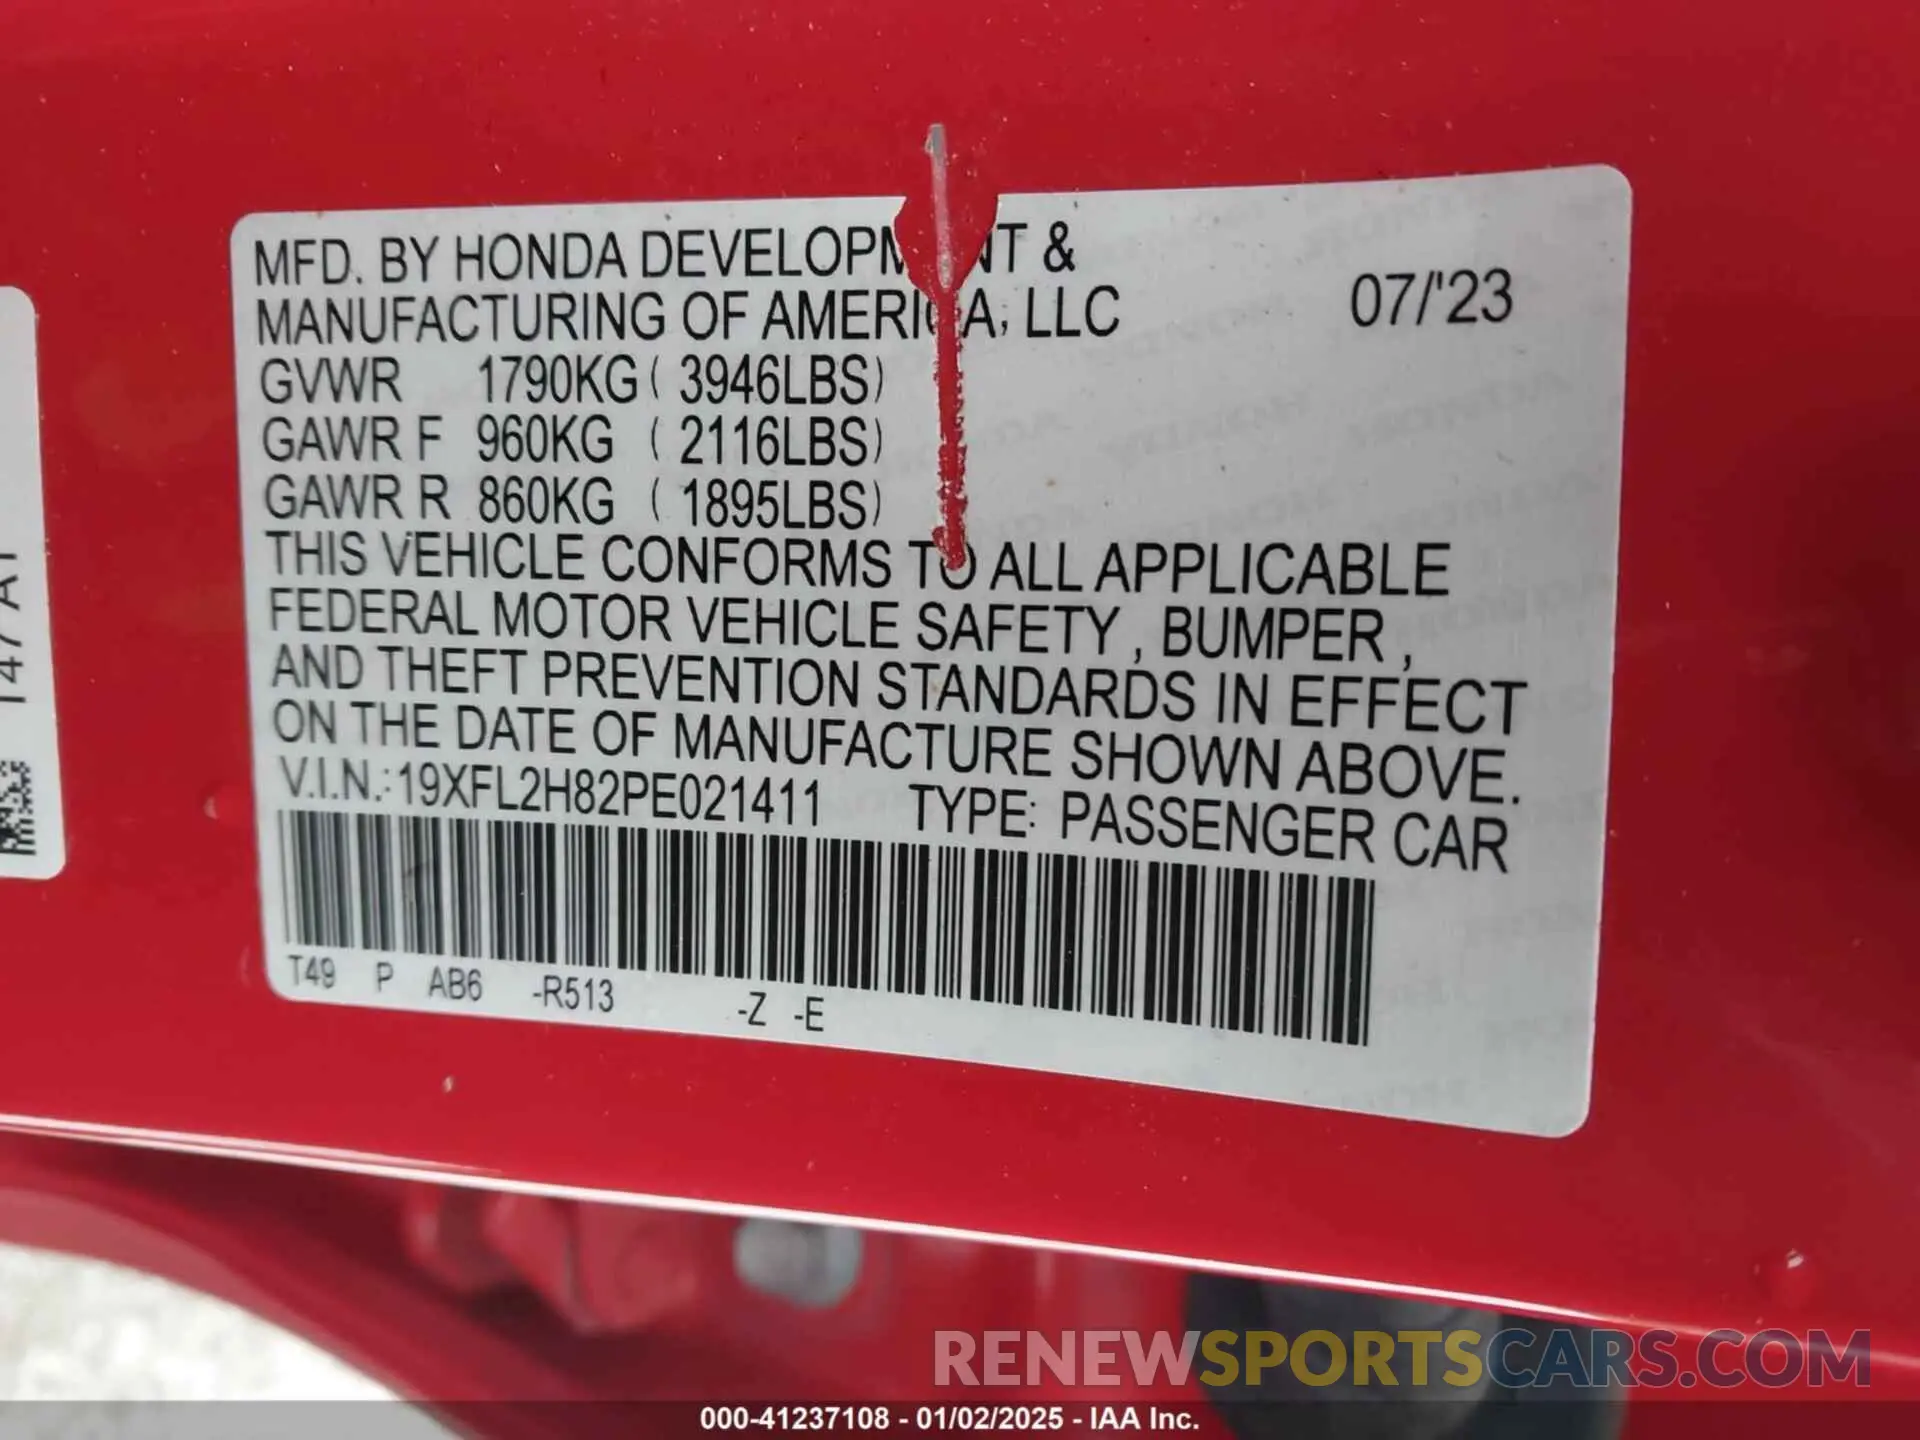 MFD. BY HONDA DEVELOPMENT &
MANUFACTURING OF AMERICA, LLC 07/'23
GVWR 1790KG ( 3946LBS)
GAWR F 960KG ( 2116LBS)
GAWR R 860KG ( 1895LBS)
THIS VEHICLE CONFORMS TO ALL APPLICABLE
FEDERAL MOTOR VEHICLE SAFETY , BUMPER ,
AND THEFT PREVENTION STANDARDS IN EFFECT
ON THE DATE OF MANUFACTURE SHOWN ABOVE.
V.I.N.: 19XFL2H82PE021411 TYPE: PASSENGER CAR
T49 P AB6 -R513 -Z -E
RENEWSPORTSCARS.COM
000-41237108 - 01/02/2025 - IAA Inc.